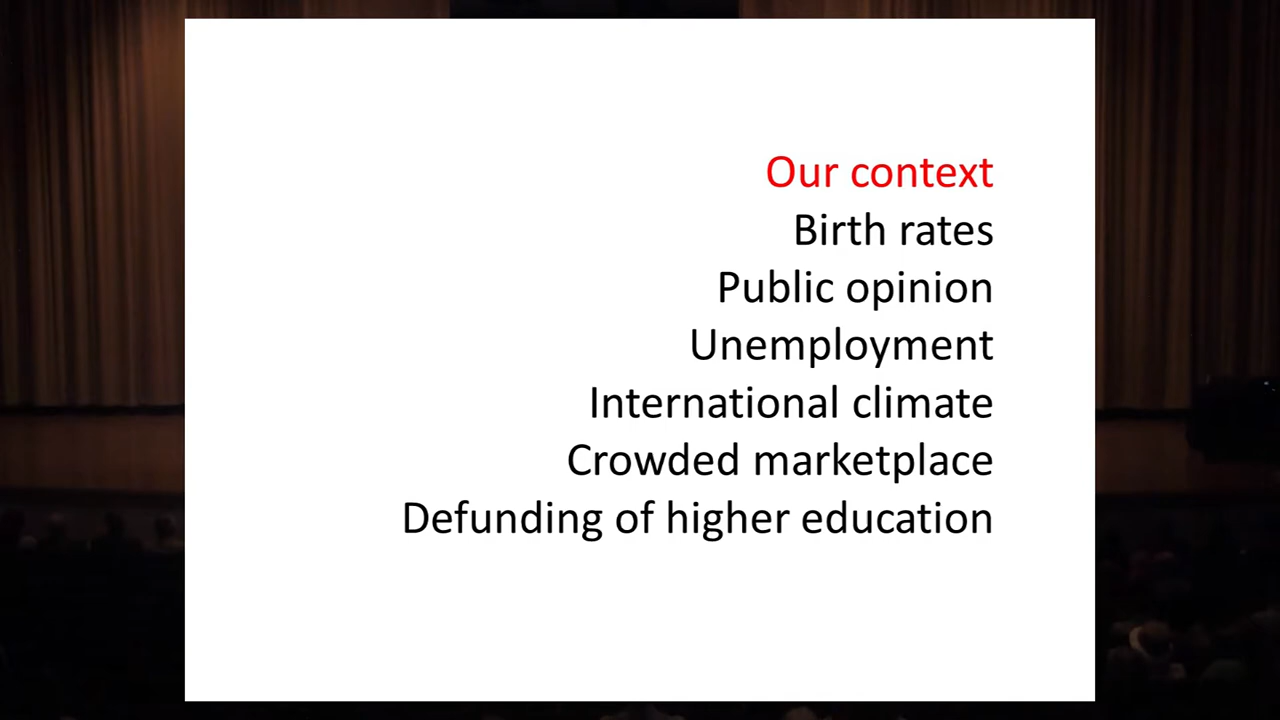 Our context
Birth rates
Public opinion
Unemployment
International climate
Crowded marketplace
Defunding of higher education